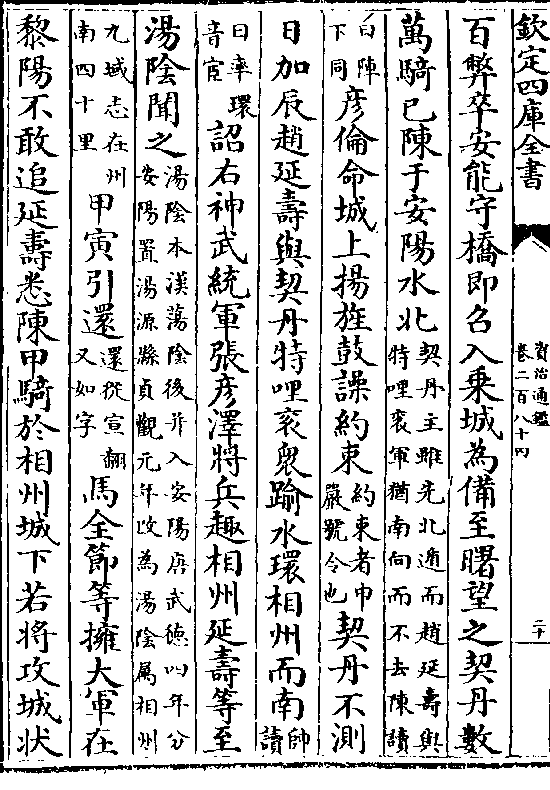 欽定四庫全書
資治通鑑
卷二百八十四
二十
百弊卒安能守橋即召入乗城為備至曙望之契丹數
萬騎已陳于安陽水北契丹主雖先北遁而趙延壽與特哩衮軍猶南向而不去陳讀
曰陣下同彦倫命城上揚旌鼓譟約束約束者申嚴號令也契丹不測
日加辰趙延壽與契丹特哩衮衆踰水環相州而南帥讀
曰率環音宦詔右神武統軍張彦澤將兵趣相州延壽等至
湯隂聞之湯隂本漢蕩隂後并入安陽唐武德四年分安陽置湯源縣貞觀元年改為湯隂屬相州
九域志在州南四十里甲寅引還還從宣翻又如字馬全節等擁大軍在
黎陽不敢追延壽悉陳甲騎於相州城下若將攻城狀